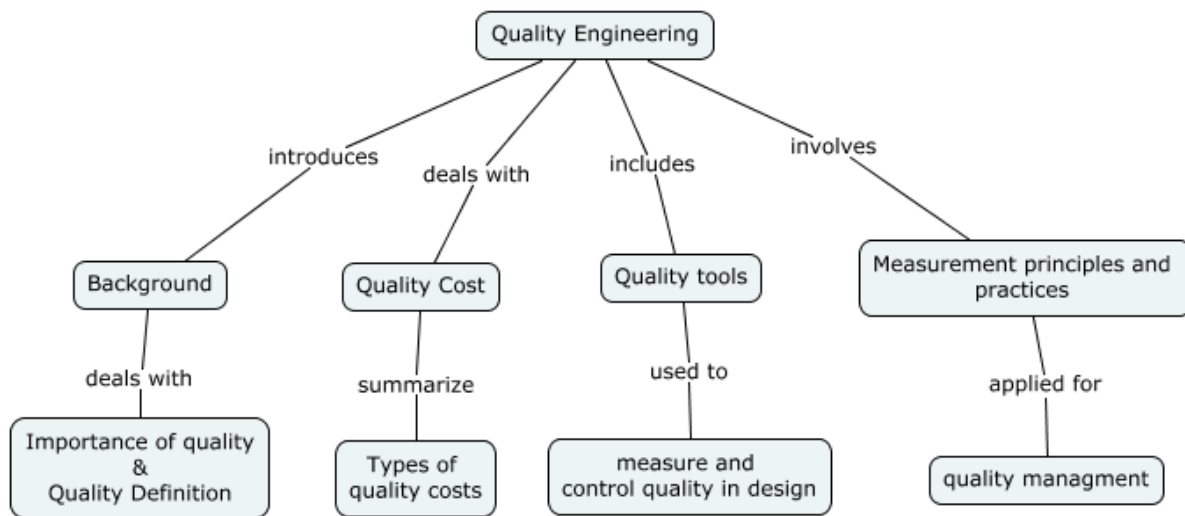 Quality Engineering
introduces
deals with
includes
involves
Background
Quality Cost
Quality tools
Measurement principles and
practices
deals with
summarize
used to
applied for
Importance of quality
&
Quality Definition
Types of
quality costs
measure and
control quality in design
quality managment